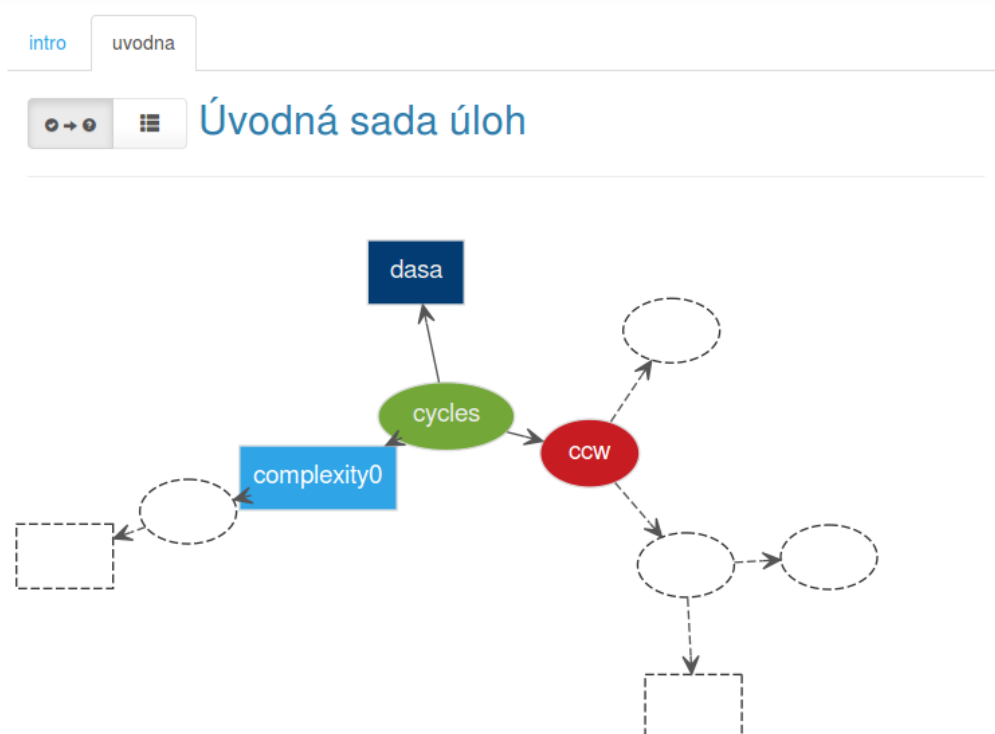 intro
uvodna
Úvodná sada úloh
dasa
cycles
ccw
complexity0